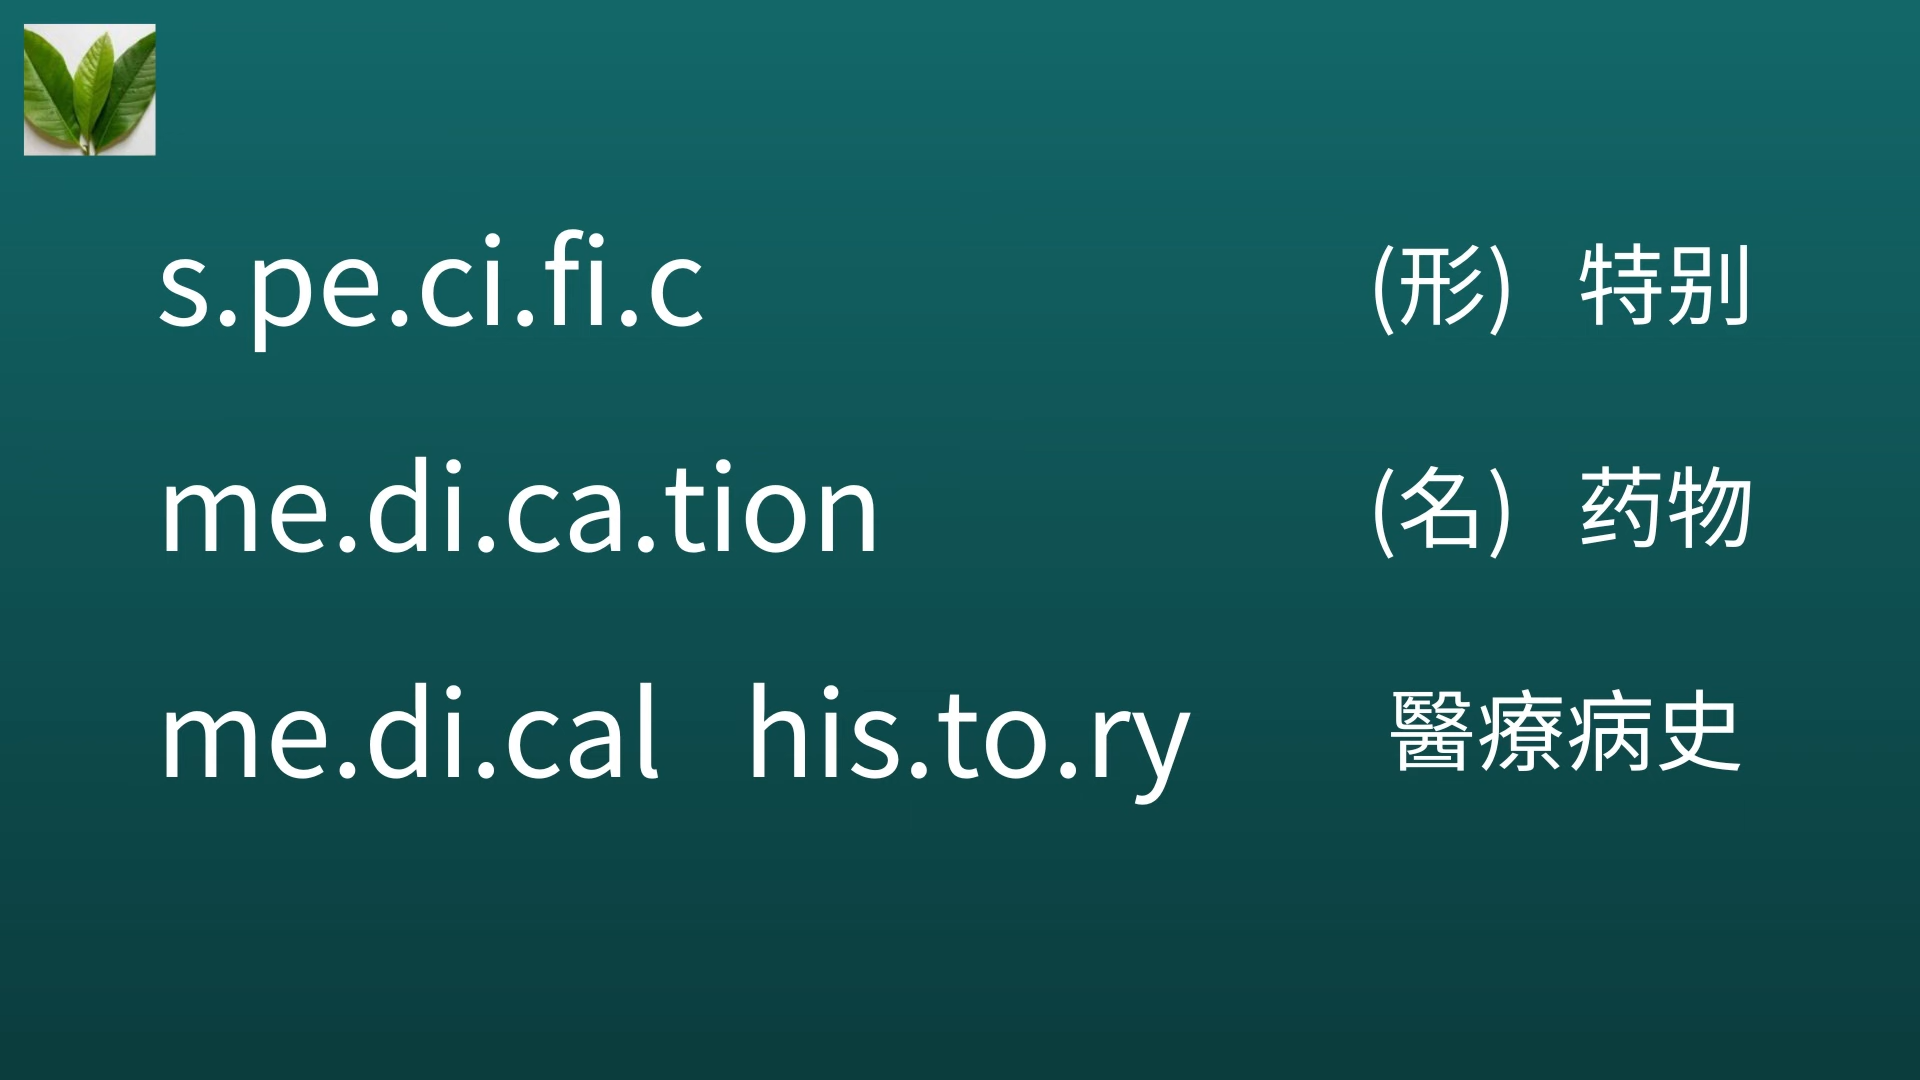 s.pe.ci.fi.c (形) 特别
me.di.ca.tion (名) 药物
me.di.cal his.to.ry 醫療病史